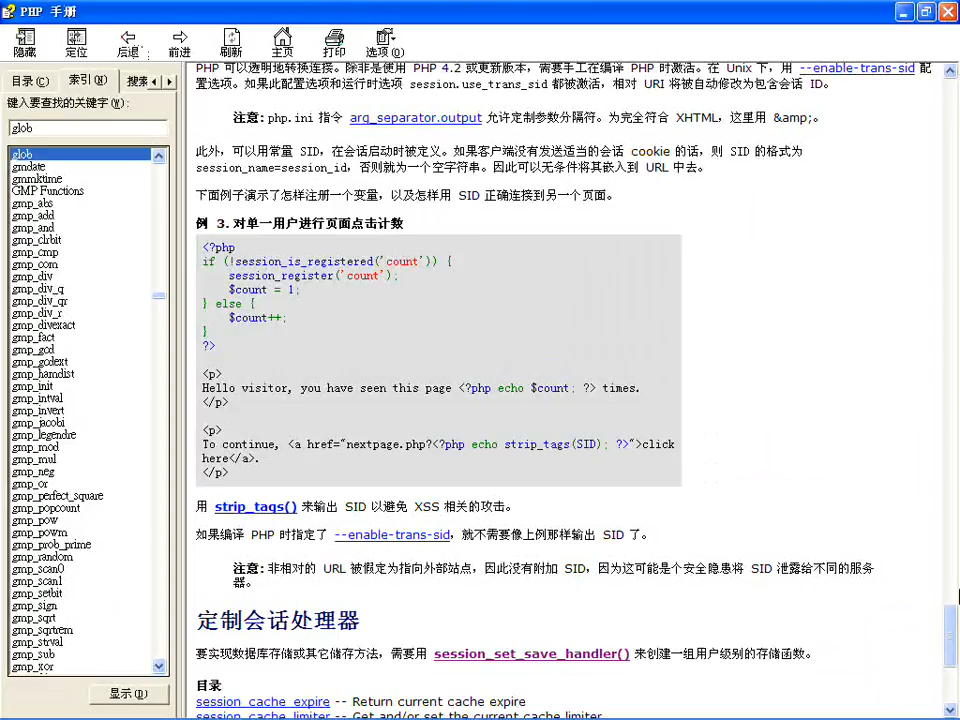 PHP 手册
隐藏 定位 后退 前进 刷新 主页 打印 选项(O)
目录(C) 索引(N) 搜索
键入要查找的关键字(W):
glob
glob
gmdate
gmmktime
GMP Functions
gmp_abs
gmp_add
gmp_and
gmp_clrbit
gmp_cmp
gmp_com
gmp_div
gmp_div_q
gmp_div_qr
gmp_div_r
gmp_divexact
gmp_fact
gmp_gcd
gmp_gcdext
gmp_hamdist
gmp_init
gmp_intval
gmp_invert
gmp_jacobi
gmp_legendre
gmp_mod
gmp_mul
gmp_neg
gmp_or
gmp_perfect_square
gmp_popcount
gmp_pow
gmp_powm
gmp_prob_prime
gmp_random
gmp_scan0
gmp_scan1
gmp_setbit
gmp_sign
gmp_sqrt
gmp_sqrtrem
gmp_strval
gmp_sub
gmp_xor
显示(D)
PHP 可以透明地转换连接。除非是使用 PHP 4.2 或更新版本，需要手工在编译 PHP 时激活。在 Unix 下，用 --enable-trans-sid 配
置选项。如果此配置选项和运行时选项 session.use_trans_sid 都被激活，相对 URI 将被自动修改为包含会话 ID。
注意: php.ini 指令 arg_separator.output 允许定制参数分隔符。为完全符合 XHTML，这里用 &amp;。
此外，可以用常量 SID，在会话启动时被定义。如果客户端没有发送适当的会话 cookie 的话，则 SID 的格式为
session_name=session_id，否则就为一个空字符串。因此可以无条件将其嵌入到 URL 中去。
下面例子演示了怎样注册一个变量，以及怎样用 SID 正确连接到另一个页面。
例 3. 对单一用户进行页面点击计数
<?php
if (!session_is_registered('count')) {
session_register('count');
$count = 1;
} else {
$count++;
}
?>
<p>
Hello visitor, you have seen this page <?php echo $count; ?> times.
</p>
<p>
To continue, <a href="nextpage.php?<?php echo strip_tags(SID); ?>">click
here</a>.
</p>
用 strip_tags() 来输出 SID 以避免 XSS 相关的攻击。
如果编译 PHP 时指定了 --enable-trans-sid，就不需要像上例那样输出 SID 了。
注意: 非相对的 URL 被假定为指向外部站点，因此没有附加 SID，因为这可能是个安全隐患将 SID 泄露给不同的服务
器。
定制会话处理器
要实现数据库存储或其它储存方法，需要用 session_set_save_handler() 来创建一组用户级别的存储函数。
目录
session_cache_expire -- Return current cache expire
session_cache_limiter -- Get and/or set the current cache limiter